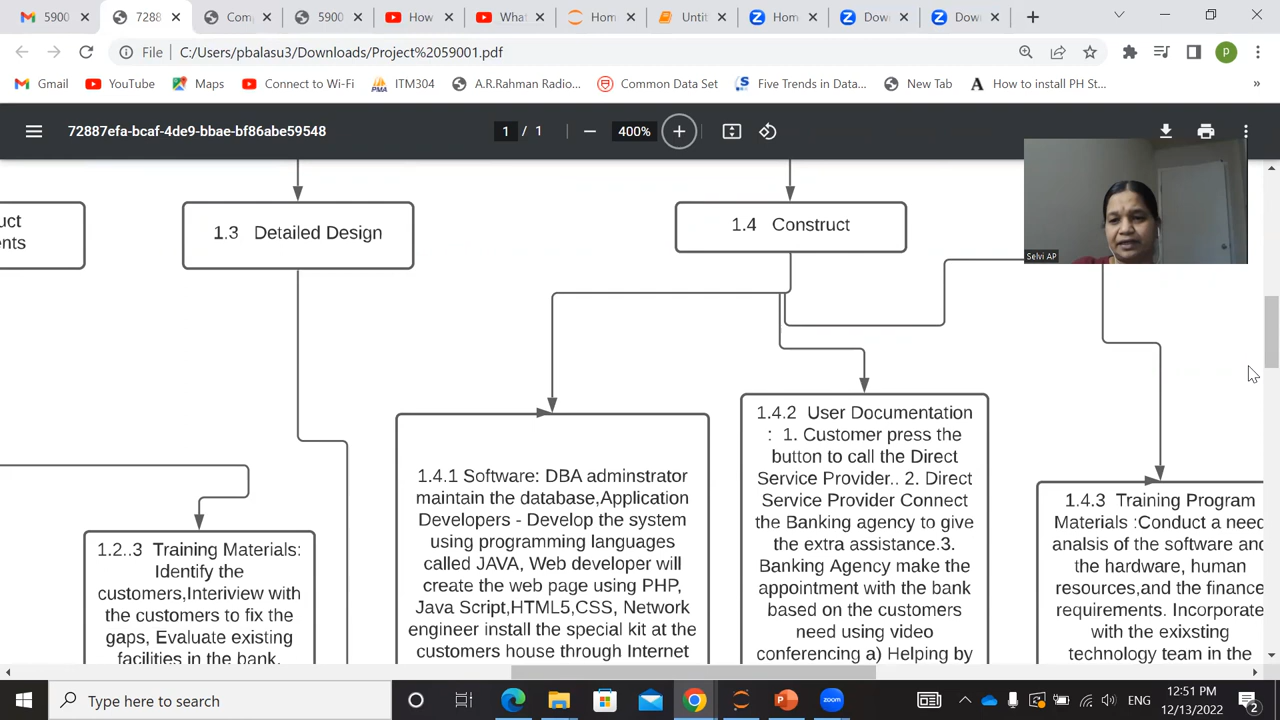 5900
7288
Com
5900
How
What
Hom
Untit
Hom
Dow
Dow
File
C:/Users/pbalasu3/Downloads/Project%2059001.pdf
p
Gmail
YouTube
Maps
Connect to Wi-Fi
ITM304
A.R.Rahman Radio...
Common Data Set
Five Trends in Data...
New Tab
How to install PH St...
»
72887efa-bcaf-4de9-bbae-bf86abe59548
1 / 1
400%
Selvi AP
uct
ents
1.3 Detailed Design
1.4 Construct
1.2..3 Training Materials:
Identify the
customers,Interiview with
the customers to fix the
gaps, Evaluate existing
facilities in the bank.
1.4.1 Software: DBA adminstrator
maintain the database,Application
Developers - Develop the system
using programming languages
called JAVA, Web developer will
create the web page using PHP,
Java Script,HTML5,CSS, Network
engineer install the special kit at the
customers house through Internet
1.4.2 User Documentation
: 1. Customer press the
button to call the Direct
Service Provider.. 2. Direct
Service Provider Connect
the Banking agency to give
the extra assistance.3.
Banking Agency make the
appointment with the bank
based on the customers
need using video
conferencing a) Helping by
1.4.3 Training Program
Materials :Conduct a need
analsis of the software and
the hardware, human
resources,and the finance
requirements. Incorporate
with the exixsting
technology team in the
Type here to search
zoom
ENG
12:51 PM
12/13/2022
2